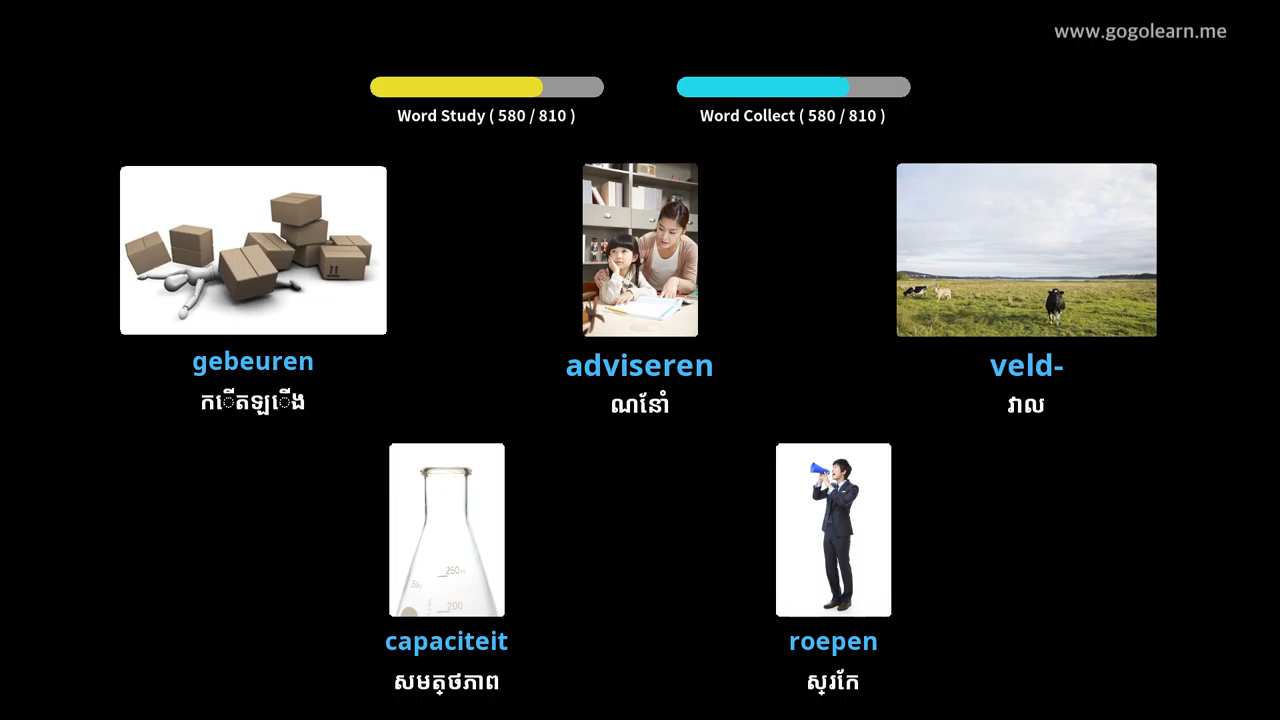 www.gogolearn.me
Word Study ( 580 / 810 )
Word Collect ( 580 / 810 )
gebeuren
adviseren
veld-
កើតឡើង
ណែនាំ
វាល
capaciteit
roepen
សមត្ថភាព
ស្រែក